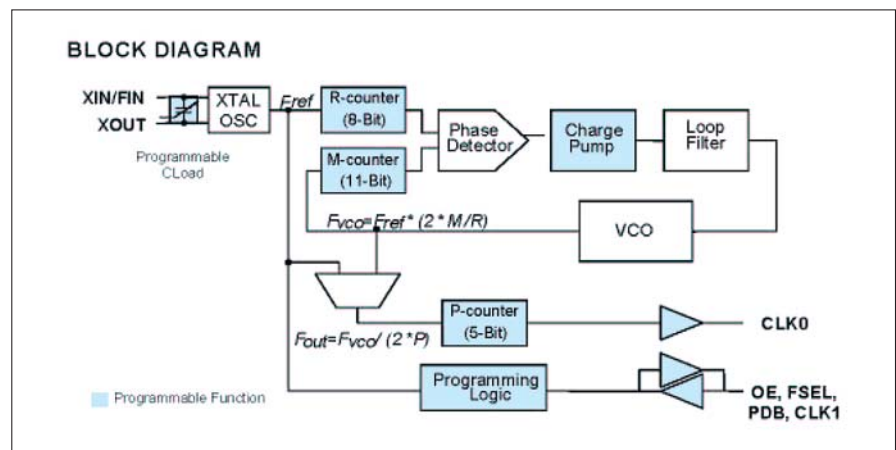 BLOCK DIAGRAM
XIN/FIN
XOUT
Programmable
CLoad
XTAL
OSC
Fref
R-counter
(8-Bit)
M-counter
(11-Bit)
Phase
Detector
Charge
Pump
Loop
Filter
Fvco=Fref* (2*M/R)
VCO
P-counter
(5-Bit)
CLK0
Fout=Fvco/ (2*P)
Programming
Logic
OE, FSEL,
PDB, CLK1
Programmable Function